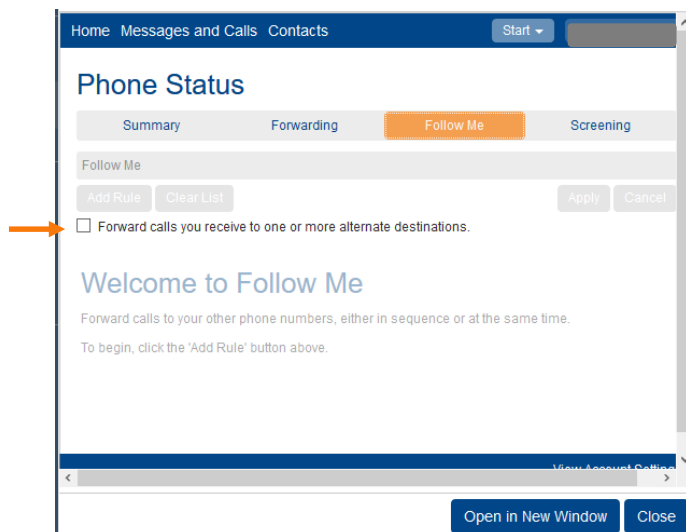 Home Messages and Calls Contacts Start
Phone Status
Summary Forwarding Follow Me Screening
Follow Me
Add Rule Clear List Apply Cancel
Forward calls you receive to one or more alternate destinations.
Welcome to Follow Me
Forward calls to your other phone numbers, either in sequence or at the same time.
To begin, click the 'Add Rule' button above.
View Account Setting
Open in New Window Close